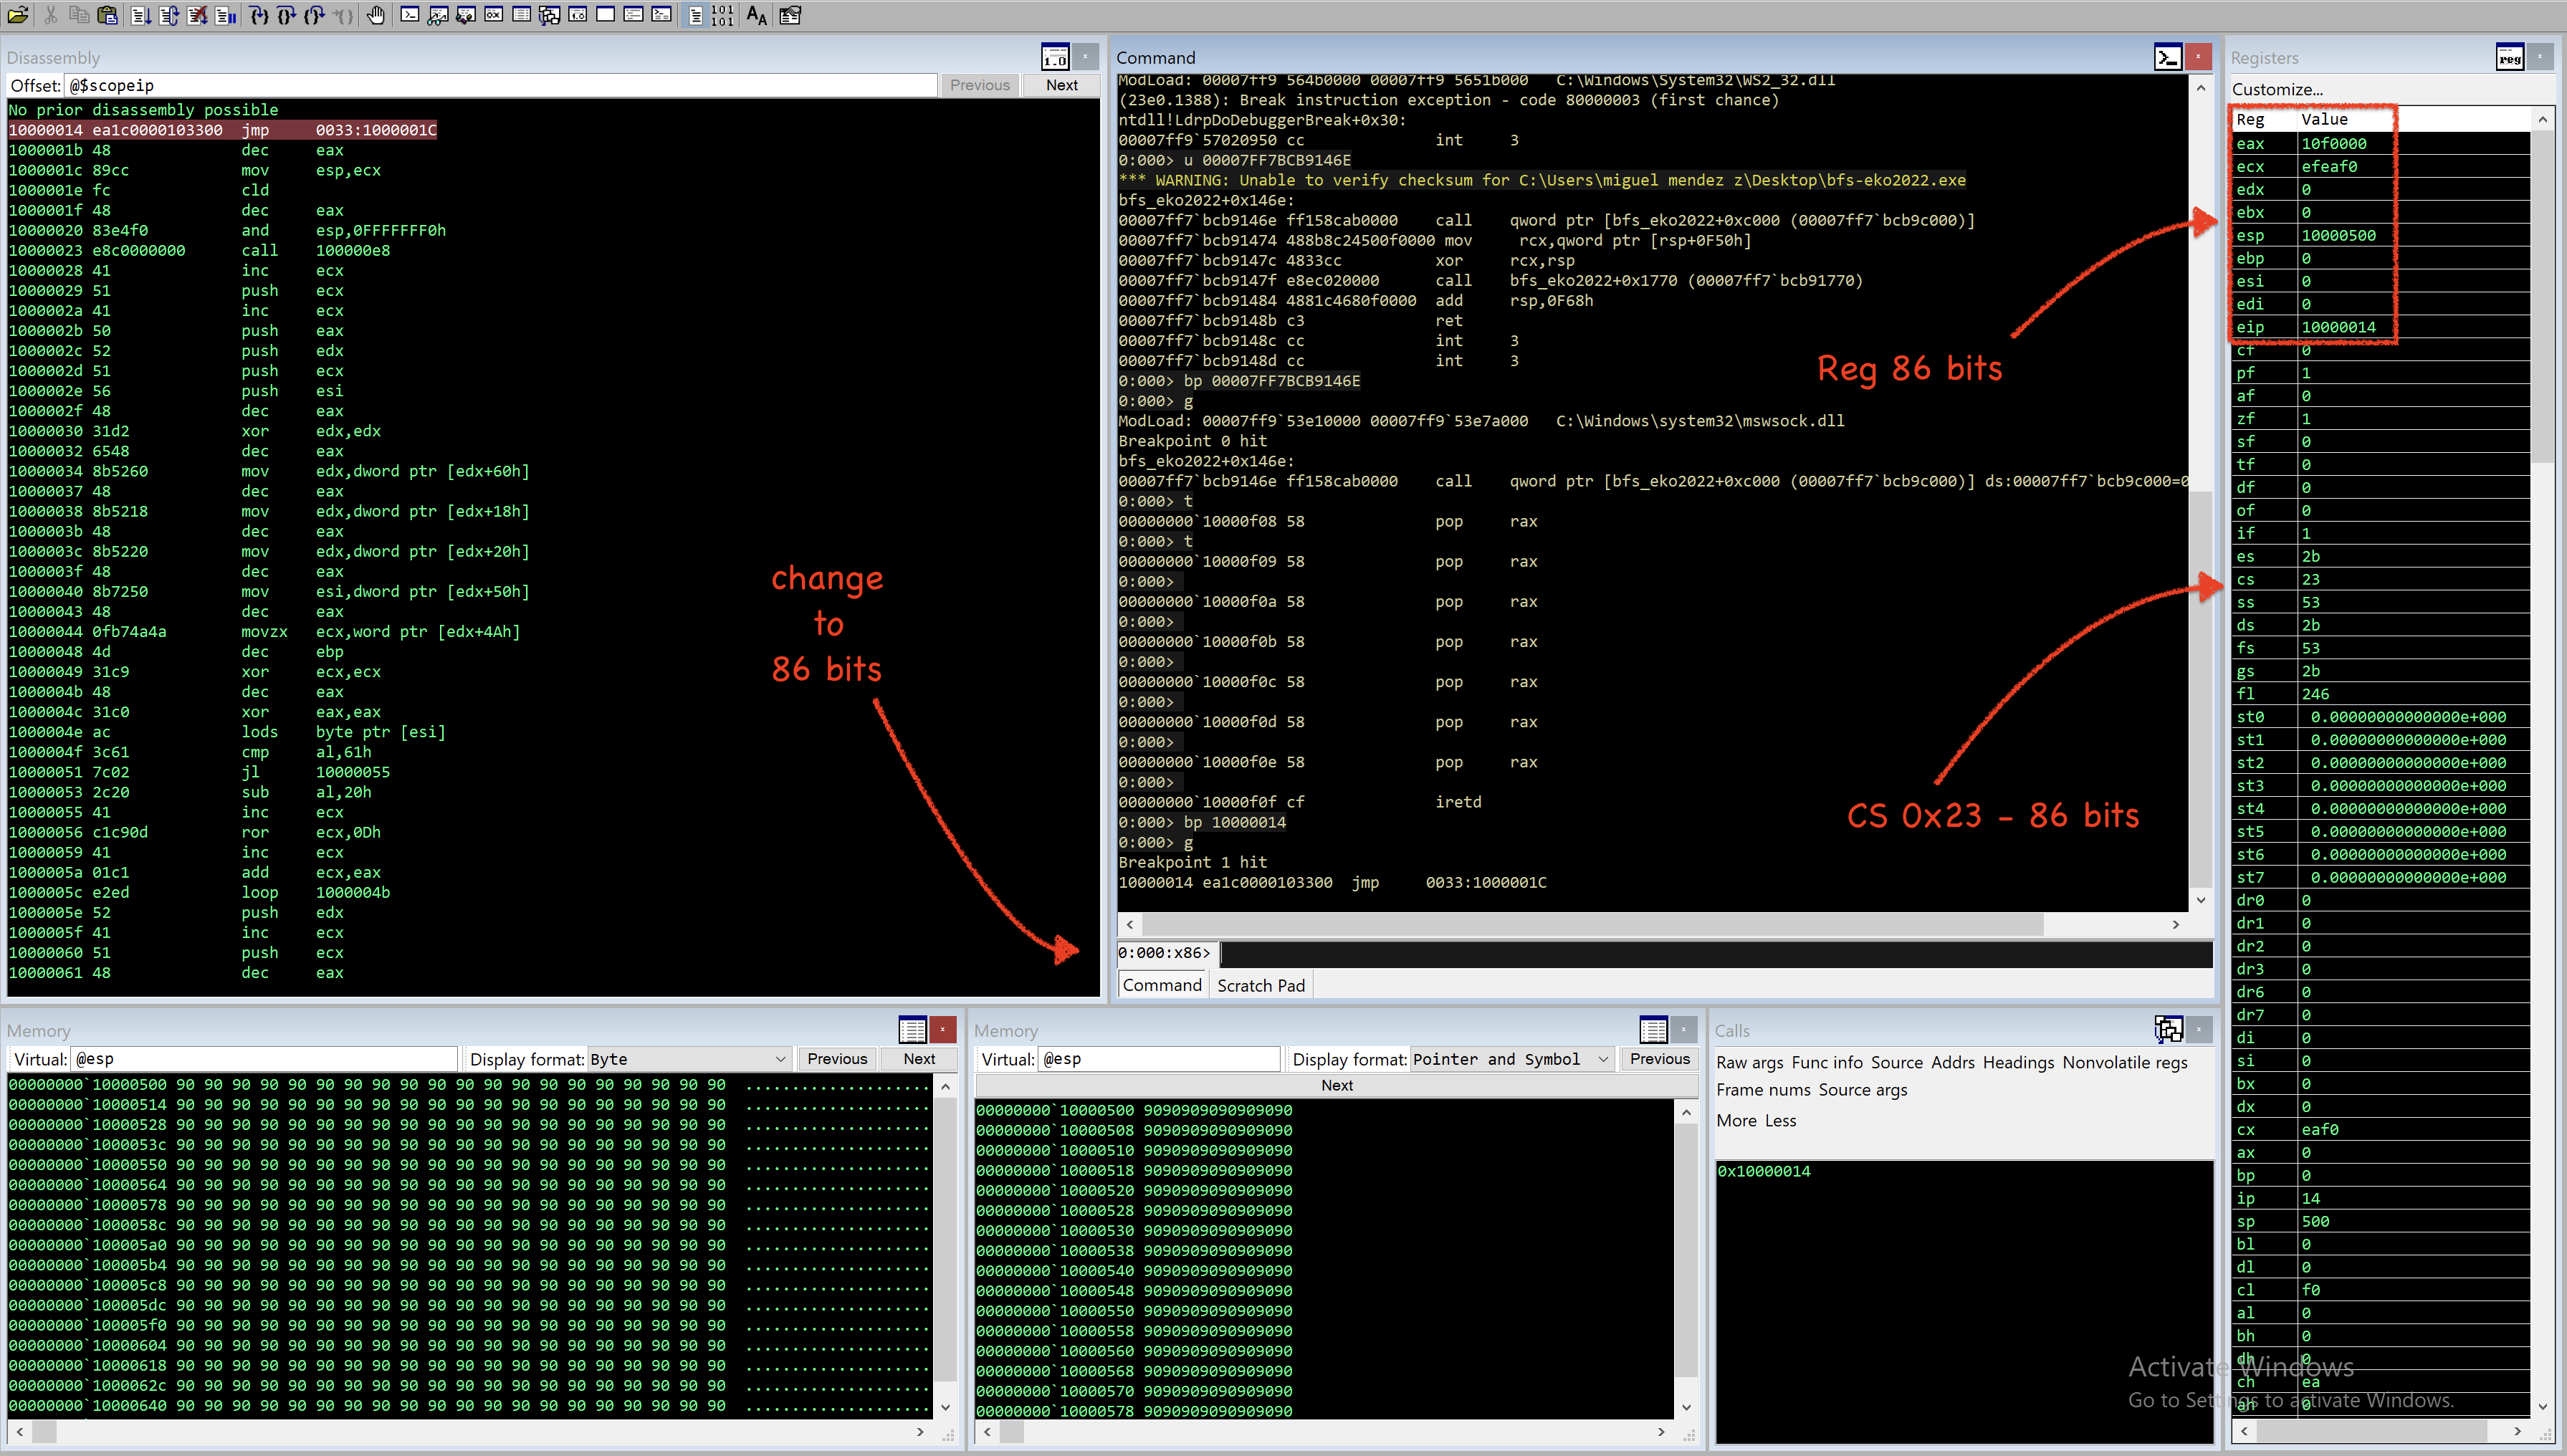 Disassembly
Offset: @$scopeip Previous Next
No prior disassembly possible
10000014 ea1c0000103300 jmp 0033:1000001C
1000001b 48 dec eax
1000001c 89cc mov esp,ecx
1000001e fc cld
1000001f 48 dec eax
10000020 83e4f0 and esp,0FFFFFFF0h
10000023 e8c0000000 call 100000e8
10000028 41 inc ecx
10000029 51 push ecx
1000002a 41 inc ecx
1000002b 50 push eax
1000002c 52 push edx
1000002d 51 push ecx
1000002e 56 push esi
1000002f 48 dec eax
10000030 31d2 xor edx,edx
10000032 6548 dec eax
10000034 8b5260 mov edx,dword ptr [edx+60h]
10000037 48 dec eax
10000038 8b5218 mov edx,dword ptr [edx+18h]
1000003b 48 dec eax
1000003c 8b5220 mov edx,dword ptr [edx+20h]
1000003f 48 dec eax
10000040 8b7250 mov esi,dword ptr [edx+50h]
10000043 48 dec eax
10000044 0fb74a4a movzx ecx,word ptr [edx+4Ah]
10000048 4d dec ebp
10000049 31c9 xor ecx,ecx
1000004b 48 dec eax
1000004c 31c0 xor eax,eax
1000004e ac lods byte ptr [esi]
1000004f 3c61 cmp al,61h
10000051 7c02 jl 10000055
10000053 2c20 sub al,20h
10000055 41 inc ecx
10000056 c1c90d ror ecx,0Dh
10000059 41 inc ecx
1000005a 01c1 add ecx,eax
1000005c e2ed loop 1000004b
1000005e 52 push edx
1000005f 41 inc ecx
10000060 51 push ecx
10000061 48 dec eax
change
to
86 bits
Command
ModLoad: 00007ff9 564b0000 00007ff9 5651b000 C:\Windows\System32\WS2_32.dll
(23e0.1388): Break instruction exception - code 80000003 (first chance)
ntdll!LdrpDoDebuggerBreak+0x30:
00007ff9`57020950 cc int 3
0:000> u 00007FF7BCB9146E
*** WARNING: Unable to verify checksum for C:\Users\miguel mendez z\Desktop\bfs-eko2022.exe
bfs_eko2022+0x146e:
00007ff7`bcb9146e ff158cab0000 call qword ptr [bfs_eko2022+0xc000 (00007ff7`bcb9c000)]
00007ff7`bcb91474 488b8c24500f0000 mov rcx,qword ptr [rsp+0F50h]
00007ff7`bcb9147c 4833cc xor rcx,rsp
00007ff7`bcb9147f e8ec020000 call bfs_eko2022+0x1770 (00007ff7`bcb91770)
00007ff7`bcb91484 4881c4680f0000 add rsp,0F68h
00007ff7`bcb9148b c3 ret
00007ff7`bcb9148c cc int 3
00007ff7`bcb9148d cc int 3
0:000> bp 00007FF7BCB9146E
0:000> g
ModLoad: 00007ff9`53e10000 00007ff9`53e7a000 C:\Windows\system32\mswsock.dll
Breakpoint 0 hit
bfs_eko2022+0x146e:
00007ff7`bcb9146e ff158cab0000 call qword ptr [bfs_eko2022+0xc000 (00007ff7`bcb9c000)] ds:00007ff7`bcb9c000=0
0:000> t
00000000`10000f08 58 pop rax
0:000> t
00000000`10000f09 58 pop rax
0:000>
00000000`10000f0a 58 pop rax
0:000>
00000000`10000f0b 58 pop rax
0:000>
00000000`10000f0c 58 pop rax
0:000>
00000000`10000f0d 58 pop rax
0:000>
00000000`10000f0e 58 pop rax
0:000>
00000000`10000f0f cf iretd
0:000> bp 10000014
0:000> g
Breakpoint 1 hit
10000014 ea1c0000103300 jmp 0033:1000001C
0:000:x86>
Command Scratch Pad
Reg 86 bits
CS 0x23 - 86 bits
Registers
Customize...
Reg Value
eax 10f0000
ecx efeaf0
edx 0
ebx 0
esp 10000500
ebp 0
esi 0
edi 0
eip 10000014
cf 0
pf 1
af 0
zf 1
sf 0
tf 0
df 0
of 0
if 1
es 2b
cs 23
ss 53
ds 2b
fs 53
gs 2b
fl 246
st0 0.00000000000000e+000
st1 0.00000000000000e+000
st2 0.00000000000000e+000
st3 0.00000000000000e+000
st4 0.00000000000000e+000
st5 0.00000000000000e+000
st6 0.00000000000000e+000
st7 0.00000000000000e+000
dr0 0
dr1 0
dr2 0
dr3 0
dr6 0
dr7 0
di 0
si 0
bx 0
dx 0
cx eaf0
ax 0
bp 0
ip 14
sp 500
bl 0
dl 0
cl f0
al 0
bh 0
dh 0
ch ea
ah 0
Memory
Virtual: @esp Display format: Byte Previous Next
00000000`10000500 90 90 90 90 90 90 90 90 90 90 90 90 90 90 90 90 90 90 90 90 ....................
00000000`10000514 90 90 90 90 90 90 90 90 90 90 90 90 90 90 90 90 90 90 90 90 ....................
00000000`10000528 90 90 90 90 90 90 90 90 90 90 90 90 90 90 90 90 90 90 90 90 ....................
00000000`1000053c 90 90 90 90 90 90 90 90 90 90 90 90 90 90 90 90 90 90 90 90 ....................
00000000`10000550 90 90 90 90 90 90 90 90 90 90 90 90 90 90 90 90 90 90 90 90 ....................
00000000`10000564 90 90 90 90 90 90 90 90 90 90 90 90 90 90 90 90 90 90 90 90 ....................
00000000`10000578 90 90 90 90 90 90 90 90 90 90 90 90 90 90 90 90 90 90 90 90 ....................
00000000`1000058c 90 90 90 90 90 90 90 90 90 90 90 90 90 90 90 90 90 90 90 90 ....................
00000000`100005a0 90 90 90 90 90 90 90 90 90 90 90 90 90 90 90 90 90 90 90 90 ....................
00000000`100005b4 90 90 90 90 90 90 90 90 90 90 90 90 90 90 90 90 90 90 90 90 ....................
00000000`100005c8 90 90 90 90 90 90 90 90 90 90 90 90 90 90 90 90 90 90 90 90 ....................
00000000`100005dc 90 90 90 90 90 90 90 90 90 90 90 90 90 90 90 90 90 90 90 90 ....................
00000000`100005f0 90 90 90 90 90 90 90 90 90 90 90 90 90 90 90 90 90 90 90 90 ....................
00000000`10000604 90 90 90 90 90 90 90 90 90 90 90 90 90 90 90 90 90 90 90 90 ....................
00000000`10000618 90 90 90 90 90 90 90 90 90 90 90 90 90 90 90 90 90 90 90 90 ....................
00000000`1000062c 90 90 90 90 90 90 90 90 90 90 90 90 90 90 90 90 90 90 90 90 ....................
00000000`10000640 90 90 90 90 90 90 90 90 90 90 90 90 90 90 90 90 90 90 90 90 ....................
Memory
Virtual: @esp Display format: Pointer and Symbol Previous
Next
00000000`10000500 9090909090909090
00000000`10000508 9090909090909090
00000000`10000510 9090909090909090
00000000`10000518 9090909090909090
00000000`10000520 9090909090909090
00000000`10000528 9090909090909090
00000000`10000530 9090909090909090
00000000`10000538 9090909090909090
00000000`10000540 9090909090909090
00000000`10000548 9090909090909090
00000000`10000550 9090909090909090
00000000`10000558 9090909090909090
00000000`10000560 9090909090909090
00000000`10000568 9090909090909090
00000000`10000570 9090909090909090
00000000`10000578 9090909090909090
Calls
Raw args Func info Source Addrs Headings Nonvolatile regs
Frame nums Source args
More Less
0x10000014
Activate Windows
Go to Settings to activate Windows.